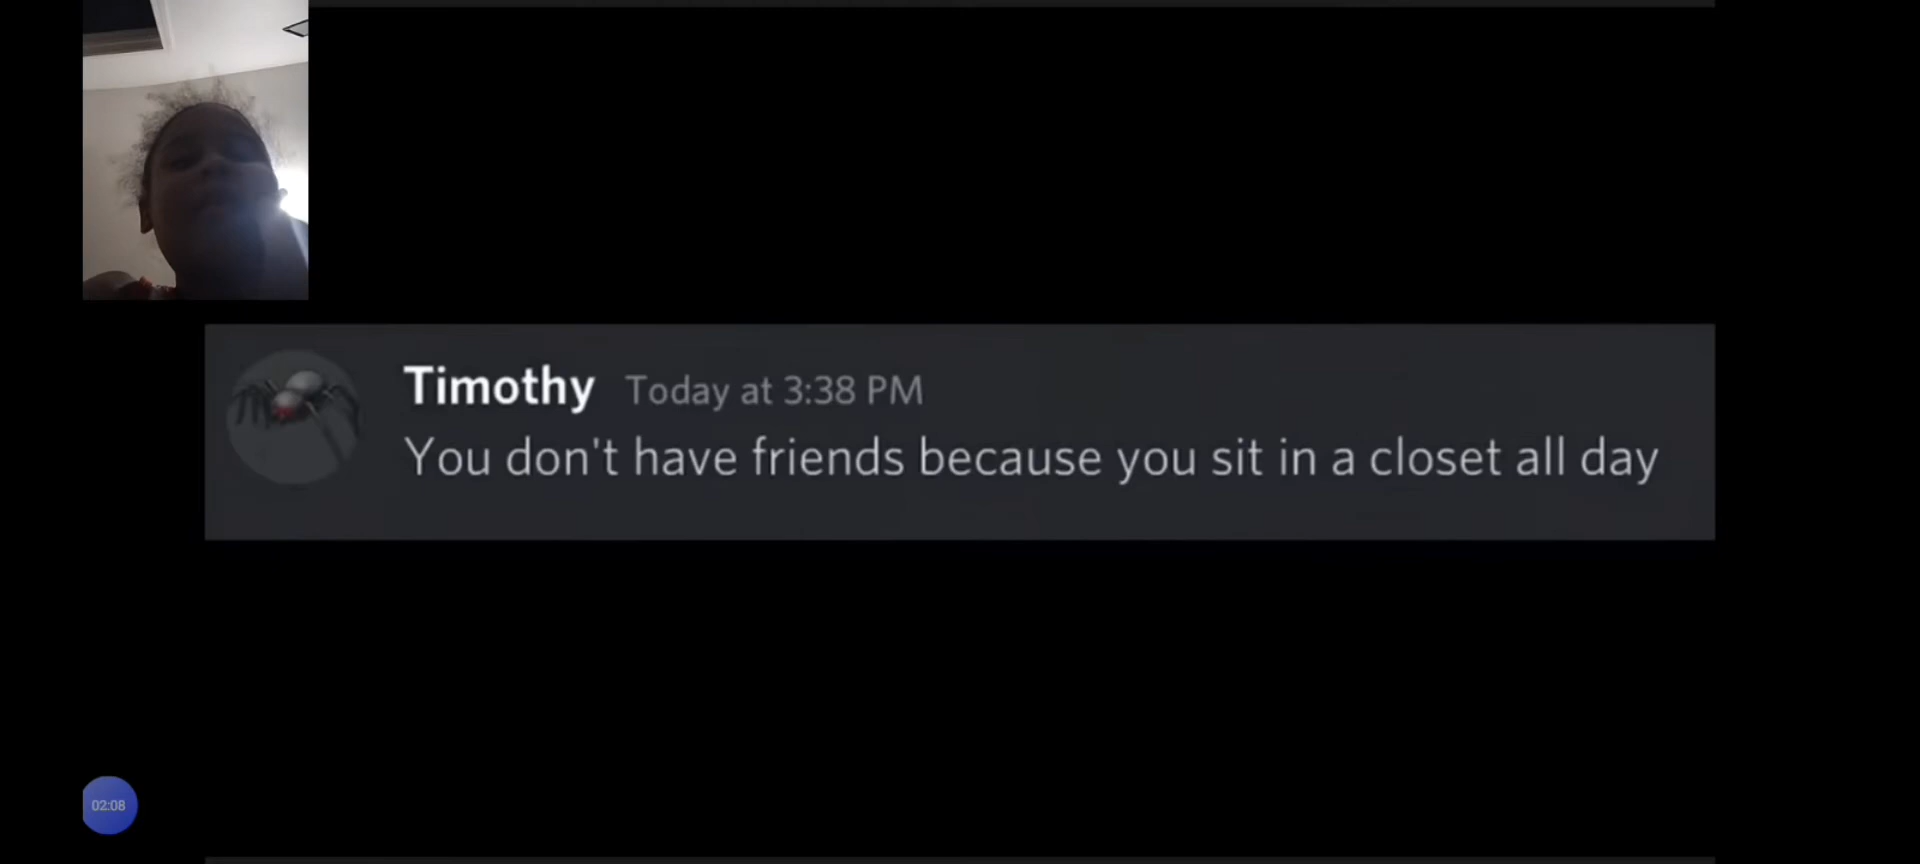 Timothy Today at 3:38 PM
You don't have friends because you sit in a closet all day
02:08